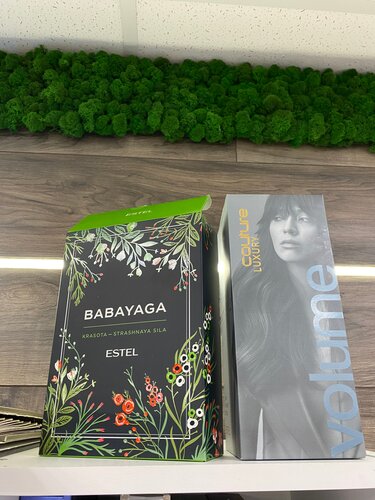 ESTEL
BABAYAGA
KRASOTA – STRASHNAYA SILA
ESTEL
couture
LUXURY
volume